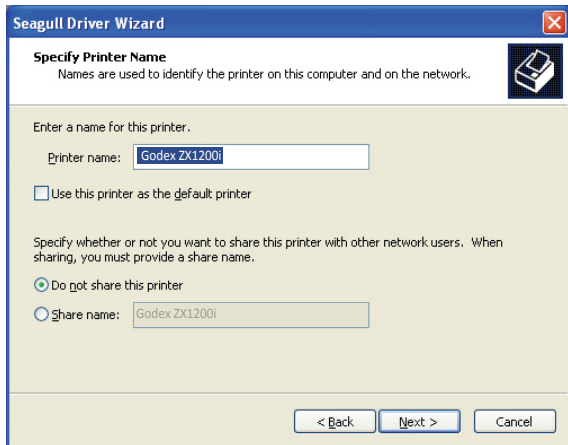 Seagull Driver Wizard
Specify Printer Name
Names are used to identify the printer on this computer and on the network.
Enter a name for this printer.
Printer name: Godex ZX1200i
Use this printer as the default printer
Specify whether or not you want to share this printer with other network users. When
sharing, you must provide a share name.
Do not share this printer
Share name: Godex ZX1200i
< Back Next > Cancel